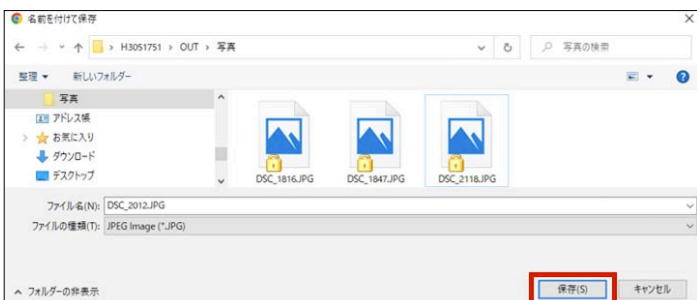 名前を付けて保存
H30S1751 › OUT › 写真
写真の検索
整理
新しいフォルダー
写真
アドレス帳
お気に入り
ダウンロード
デスクトップ
DSC_1816.JPG
DSC_1847.JPG
DSC_2118.JPG
ファイル名(N): DSC_2012.JPG
ファイルの種類(T): JPEG Image (*.JPG)
フォルダーの非表示
保存(S)
キャンセル